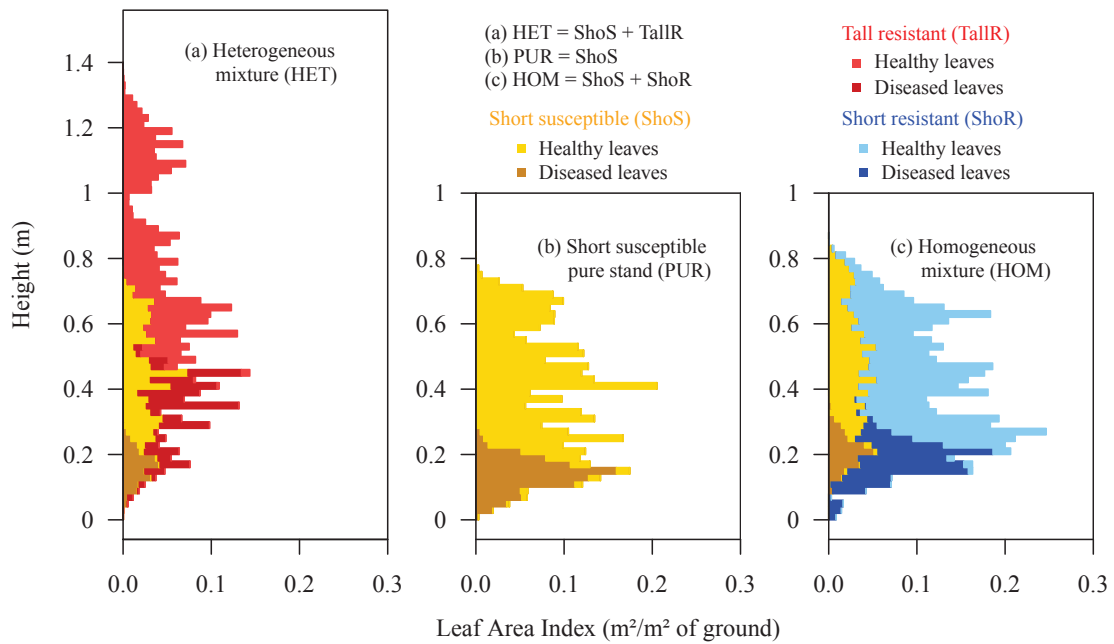 (a) Heterogeneous
mixture (HET)
(a) HET = ShoS + TallR
(b) PUR = ShoS
(c) HOM = ShoS + ShoR
Tall resistant (TallR)
Healthy leaves
Diseased leaves
Short susceptible (ShoS)
Healthy leaves
Diseased leaves
Short resistant (ShoR)
Healthy leaves
Diseased leaves
Height (m)
1.4
1.2
1
0.8
0.6
0.4
0.2
0
0.0 0.1 0.2 0.3
(b) Short susceptible
pure stand (PUR)
1
0.8
0.6
0.4
0.2
0
0.0 0.1 0.2 0.3
(c) Homogeneous
mixture (HOM)
1
0.8
0.6
0.4
0.2
0
0.0 0.1 0.2 0.3
Leaf Area Index (m²/m² of ground)